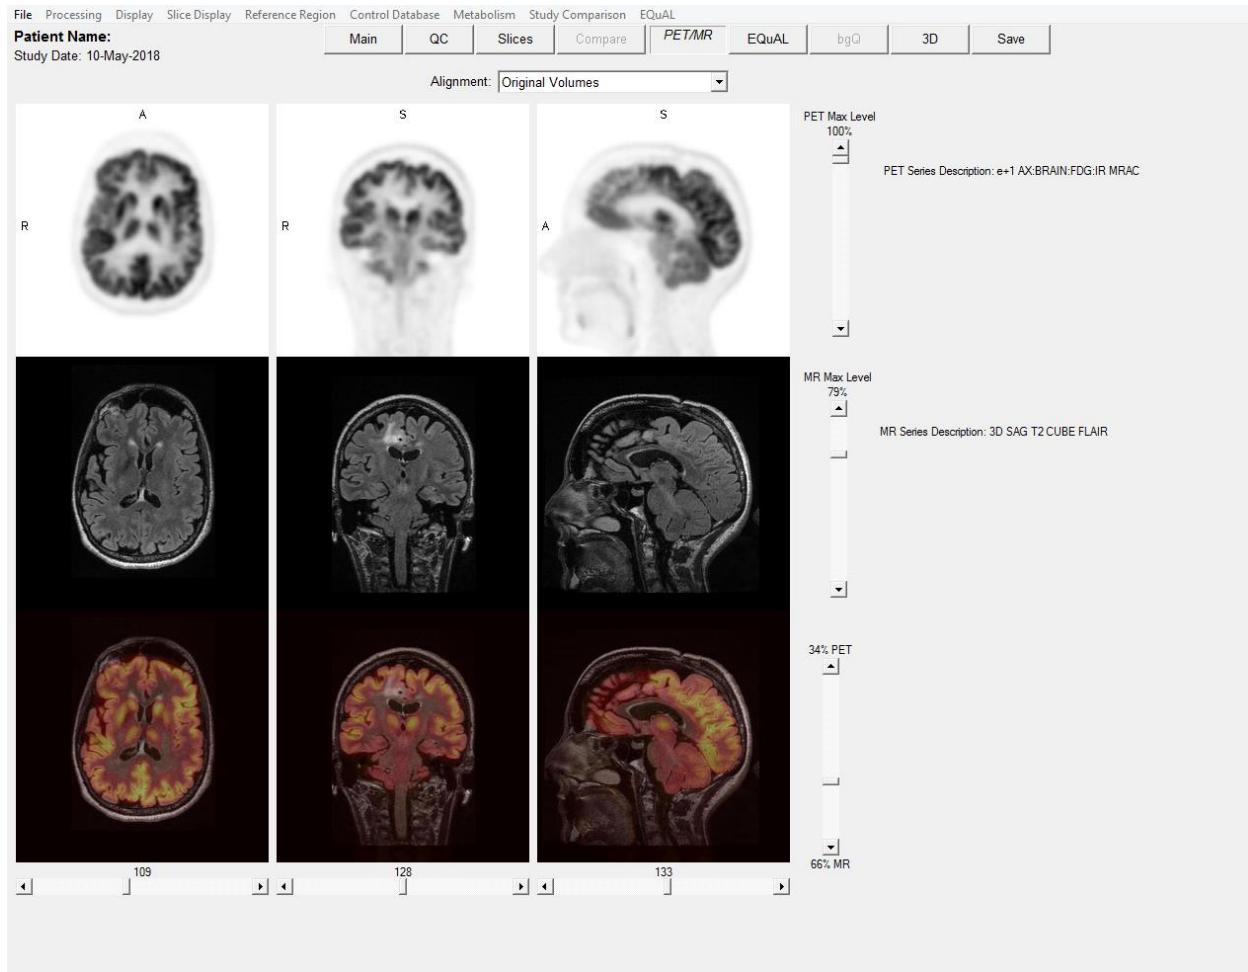 File Processing Display Slice Display Reference Region Control Database Metabolism Study Comparison EQuAL
Patient Name:
Study Date: 10-May-2018
Main QC Slices Compare PET/MR EQuAL bgQ 3D Save
Alignment: Original Volumes
A S S
R R A
PET Max Level
100%
PET Series Description: e+1 AX:BRAIN:FDG:IR MRAC
MR Max Level
79%
MR Series Description: 3D SAG T2 CUBE FLAIR
34% PET
66% MR
109 128 133